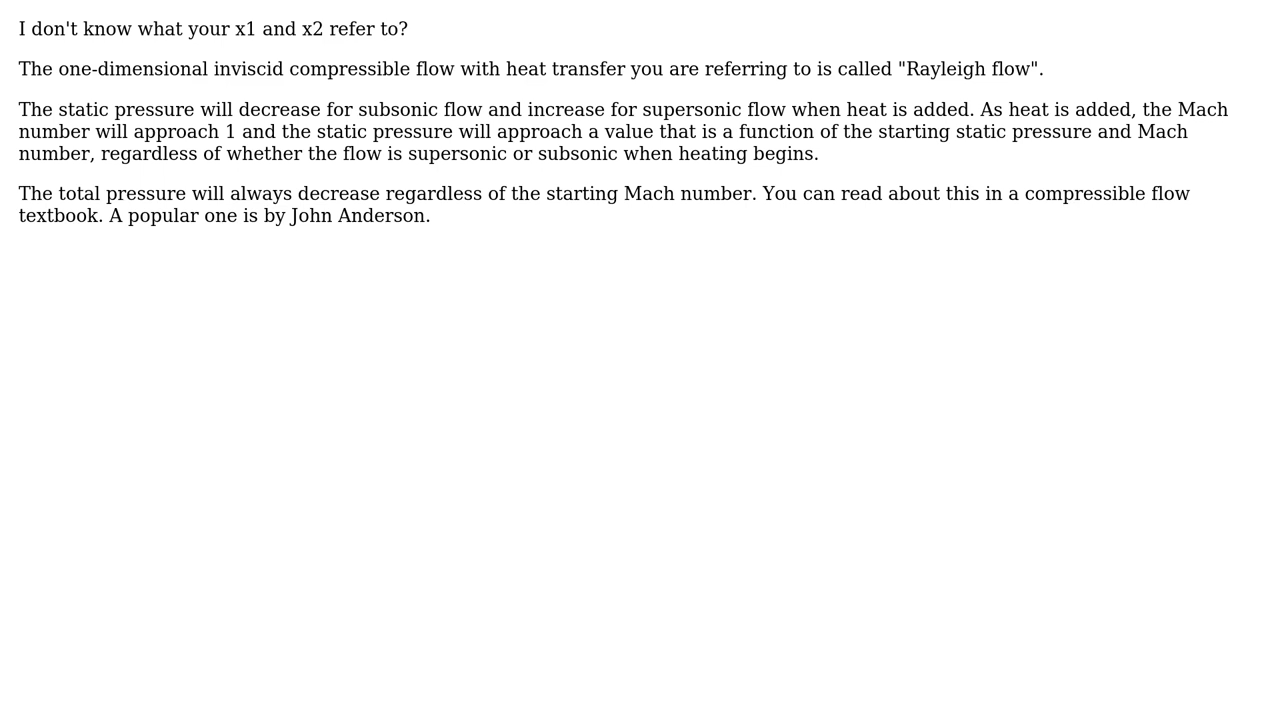 I don't know what your x1 and x2 refer to?
The one-dimensional inviscid compressible flow with heat transfer you are referring to is called "Rayleigh flow".
The static pressure will decrease for subsonic flow and increase for supersonic flow when heat is added. As heat is added, the Mach
number will approach 1 and the static pressure will approach a value that is a function of the starting static pressure and Mach
number, regardless of whether the flow is supersonic or subsonic when heating begins.
The total pressure will always decrease regardless of the starting Mach number. You can read about this in a compressible flow
textbook. A popular one is by John Anderson.